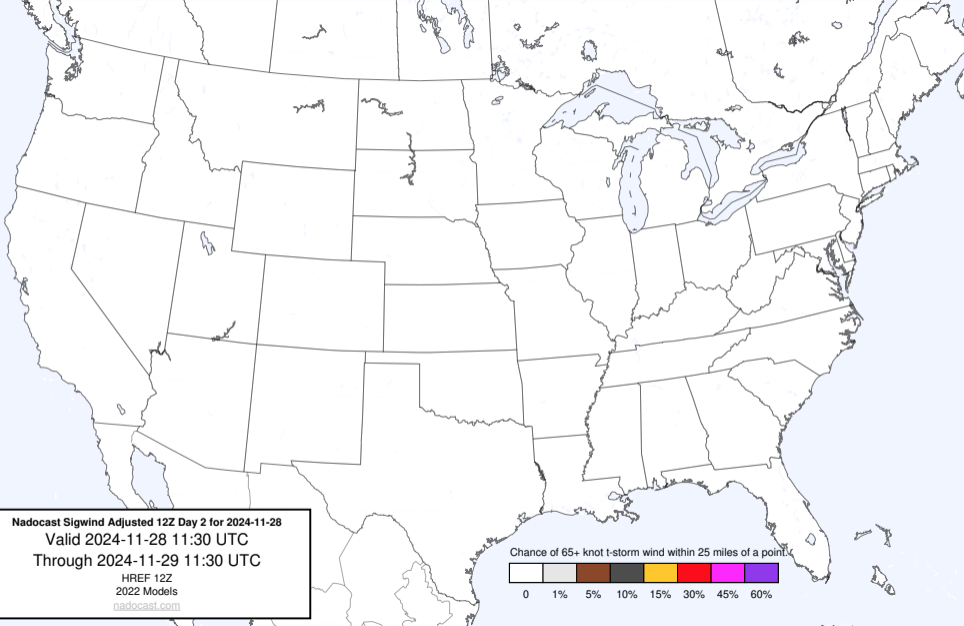 Nadocast Sigwind Adjusted 12Z Day 2 for 2024-11-28
Valid 2024-11-28 11:30 UTC
Through 2024-11-29 11:30 UTC
HREF 12Z
2022 Models
nadocast.com
Chance of 65+ knot t-storm wind within 25 miles of a point.
0 1% 5% 10% 15% 30% 45% 60%